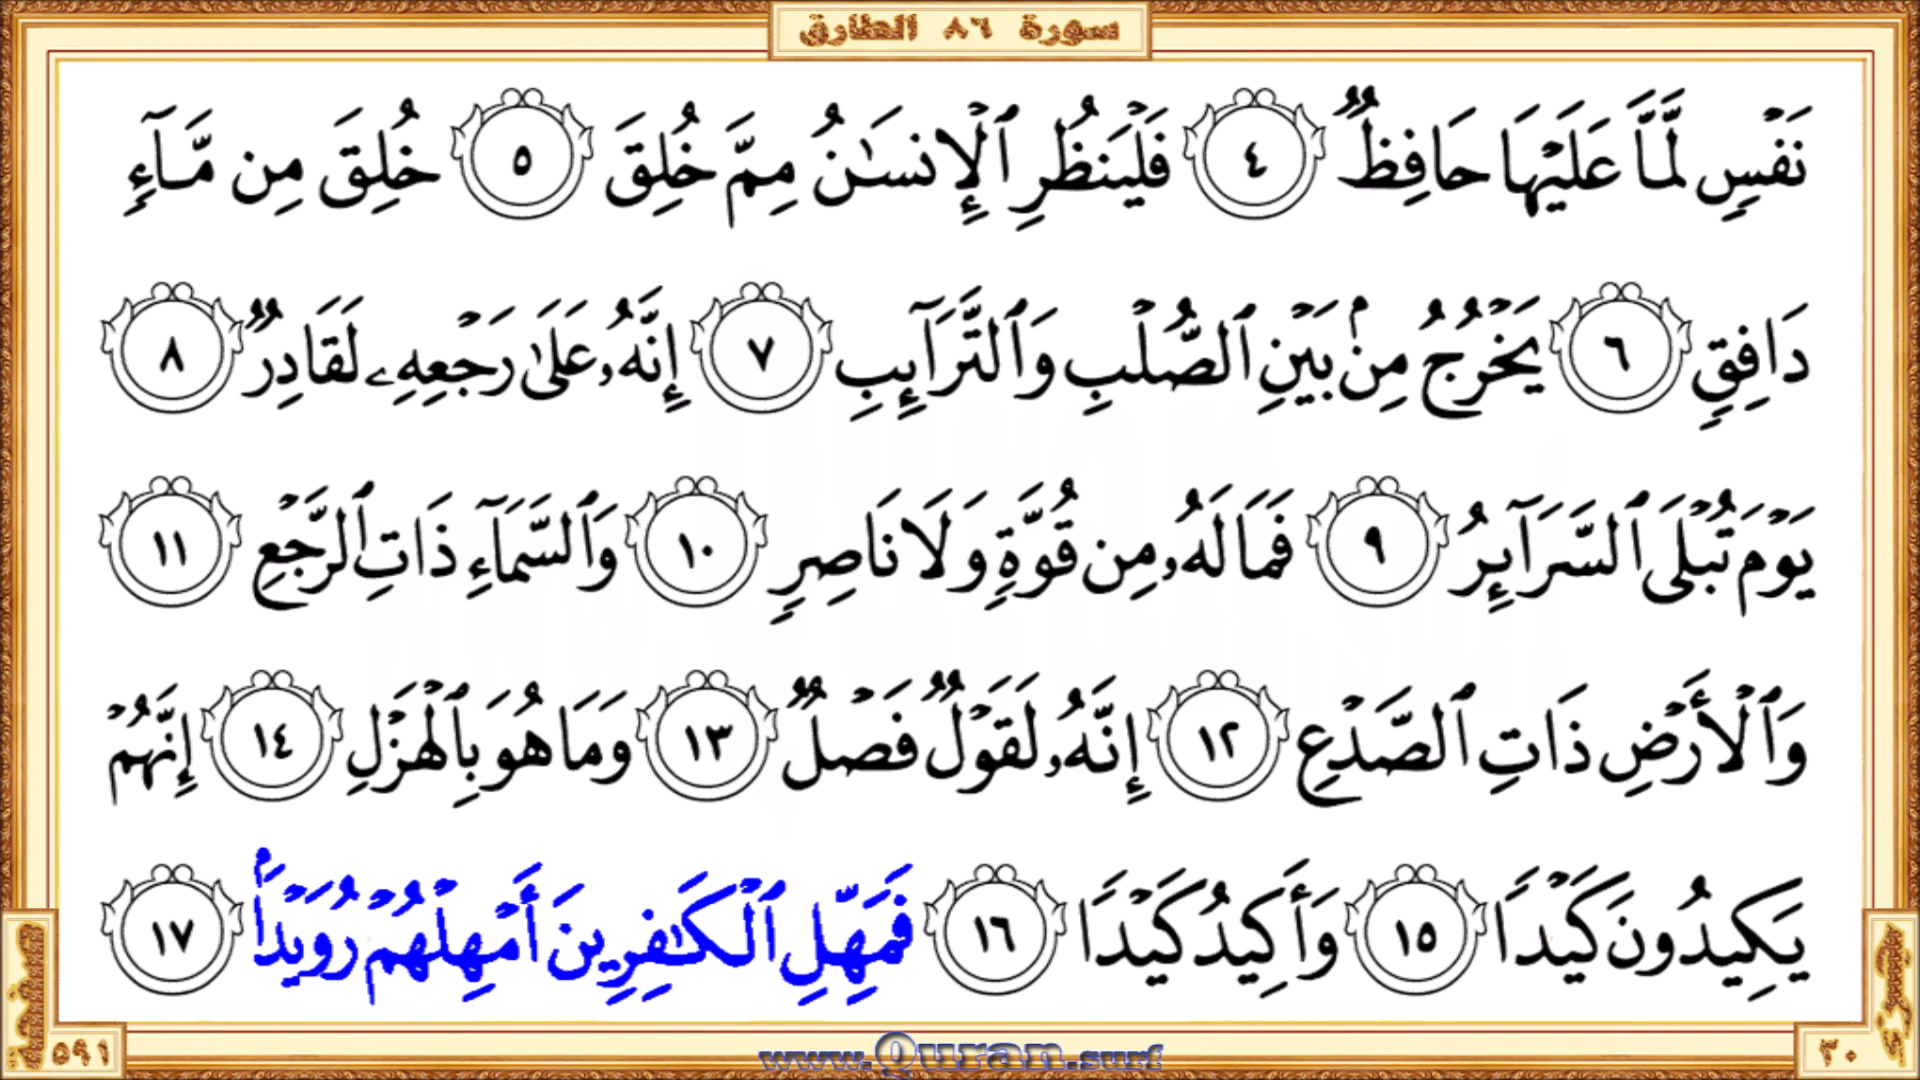 سورة ٨٦ الطارق
نَفْسٍ لَّمَّا عَلَيْهَا حَافِظٌ ٤ فَلْيَنظُرِ ٱلْإِنسَٰنُ مِمَّ خُلِقَ ٥ خُلِقَ مِن مَّآءٍ
دَافِقٍ ٦ يَخْرُجُ مِنۢ بَيْنِ ٱلصُّلْبِ وَٱلتَّرَآئِبِ ٧ إِنَّهُۥ عَلَىٰ رَجْعِهِۦ لَقَادِرٌ ٨
يَوْمَ تُبْلَى ٱلسَّرَآئِرُ ٩ فَمَا لَهُۥ مِن قُوَّةٍ وَلَا نَاصِرٍ ١٠ وَٱلسَّمَآءِ ذَاتِ ٱلرَّجْعِ ١١
وَٱلْأَرْضِ ذَاتِ ٱلصَّدْعِ ١٢ إِنَّهُۥ لَقَوْلٌ فَصْلٌ ١٣ وَمَا هُوَ بِٱلْهَزْلِ ١٤ إِنَّهُمْ
يَكِيدُونَ كَيْدًا ١٥ وَأَكِيدُ كَيْدًا ١٦ فَمَهِّلِ ٱلْكَٰفِرِينَ أَمْهِلْهُمْ رُوَيْدًۢا ١٧
جزء ٣٠
www.Quran.surf
صفحة ٥٩١